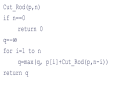 Cut_Rod(p,n)
if n==0
return 0
q=-∞
for i=1 to n
q=max(q, p[i]+Cut_Rod(p,n-i))
return q